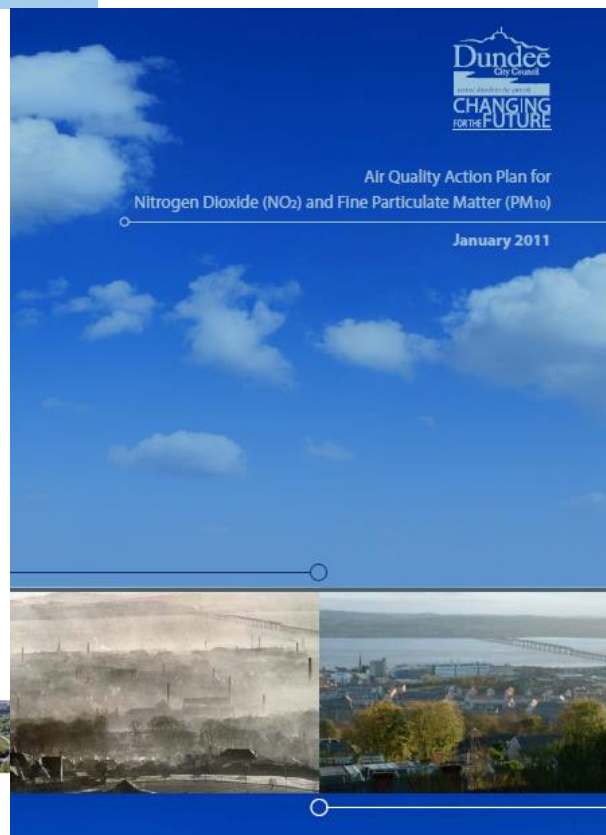 Dundee
City Council
CHANGING
FOR THE FUTURE
Air Quality Action Plan for
Nitrogen Dioxide (NO2) and Fine Particulate Matter (PM10)
January 2011